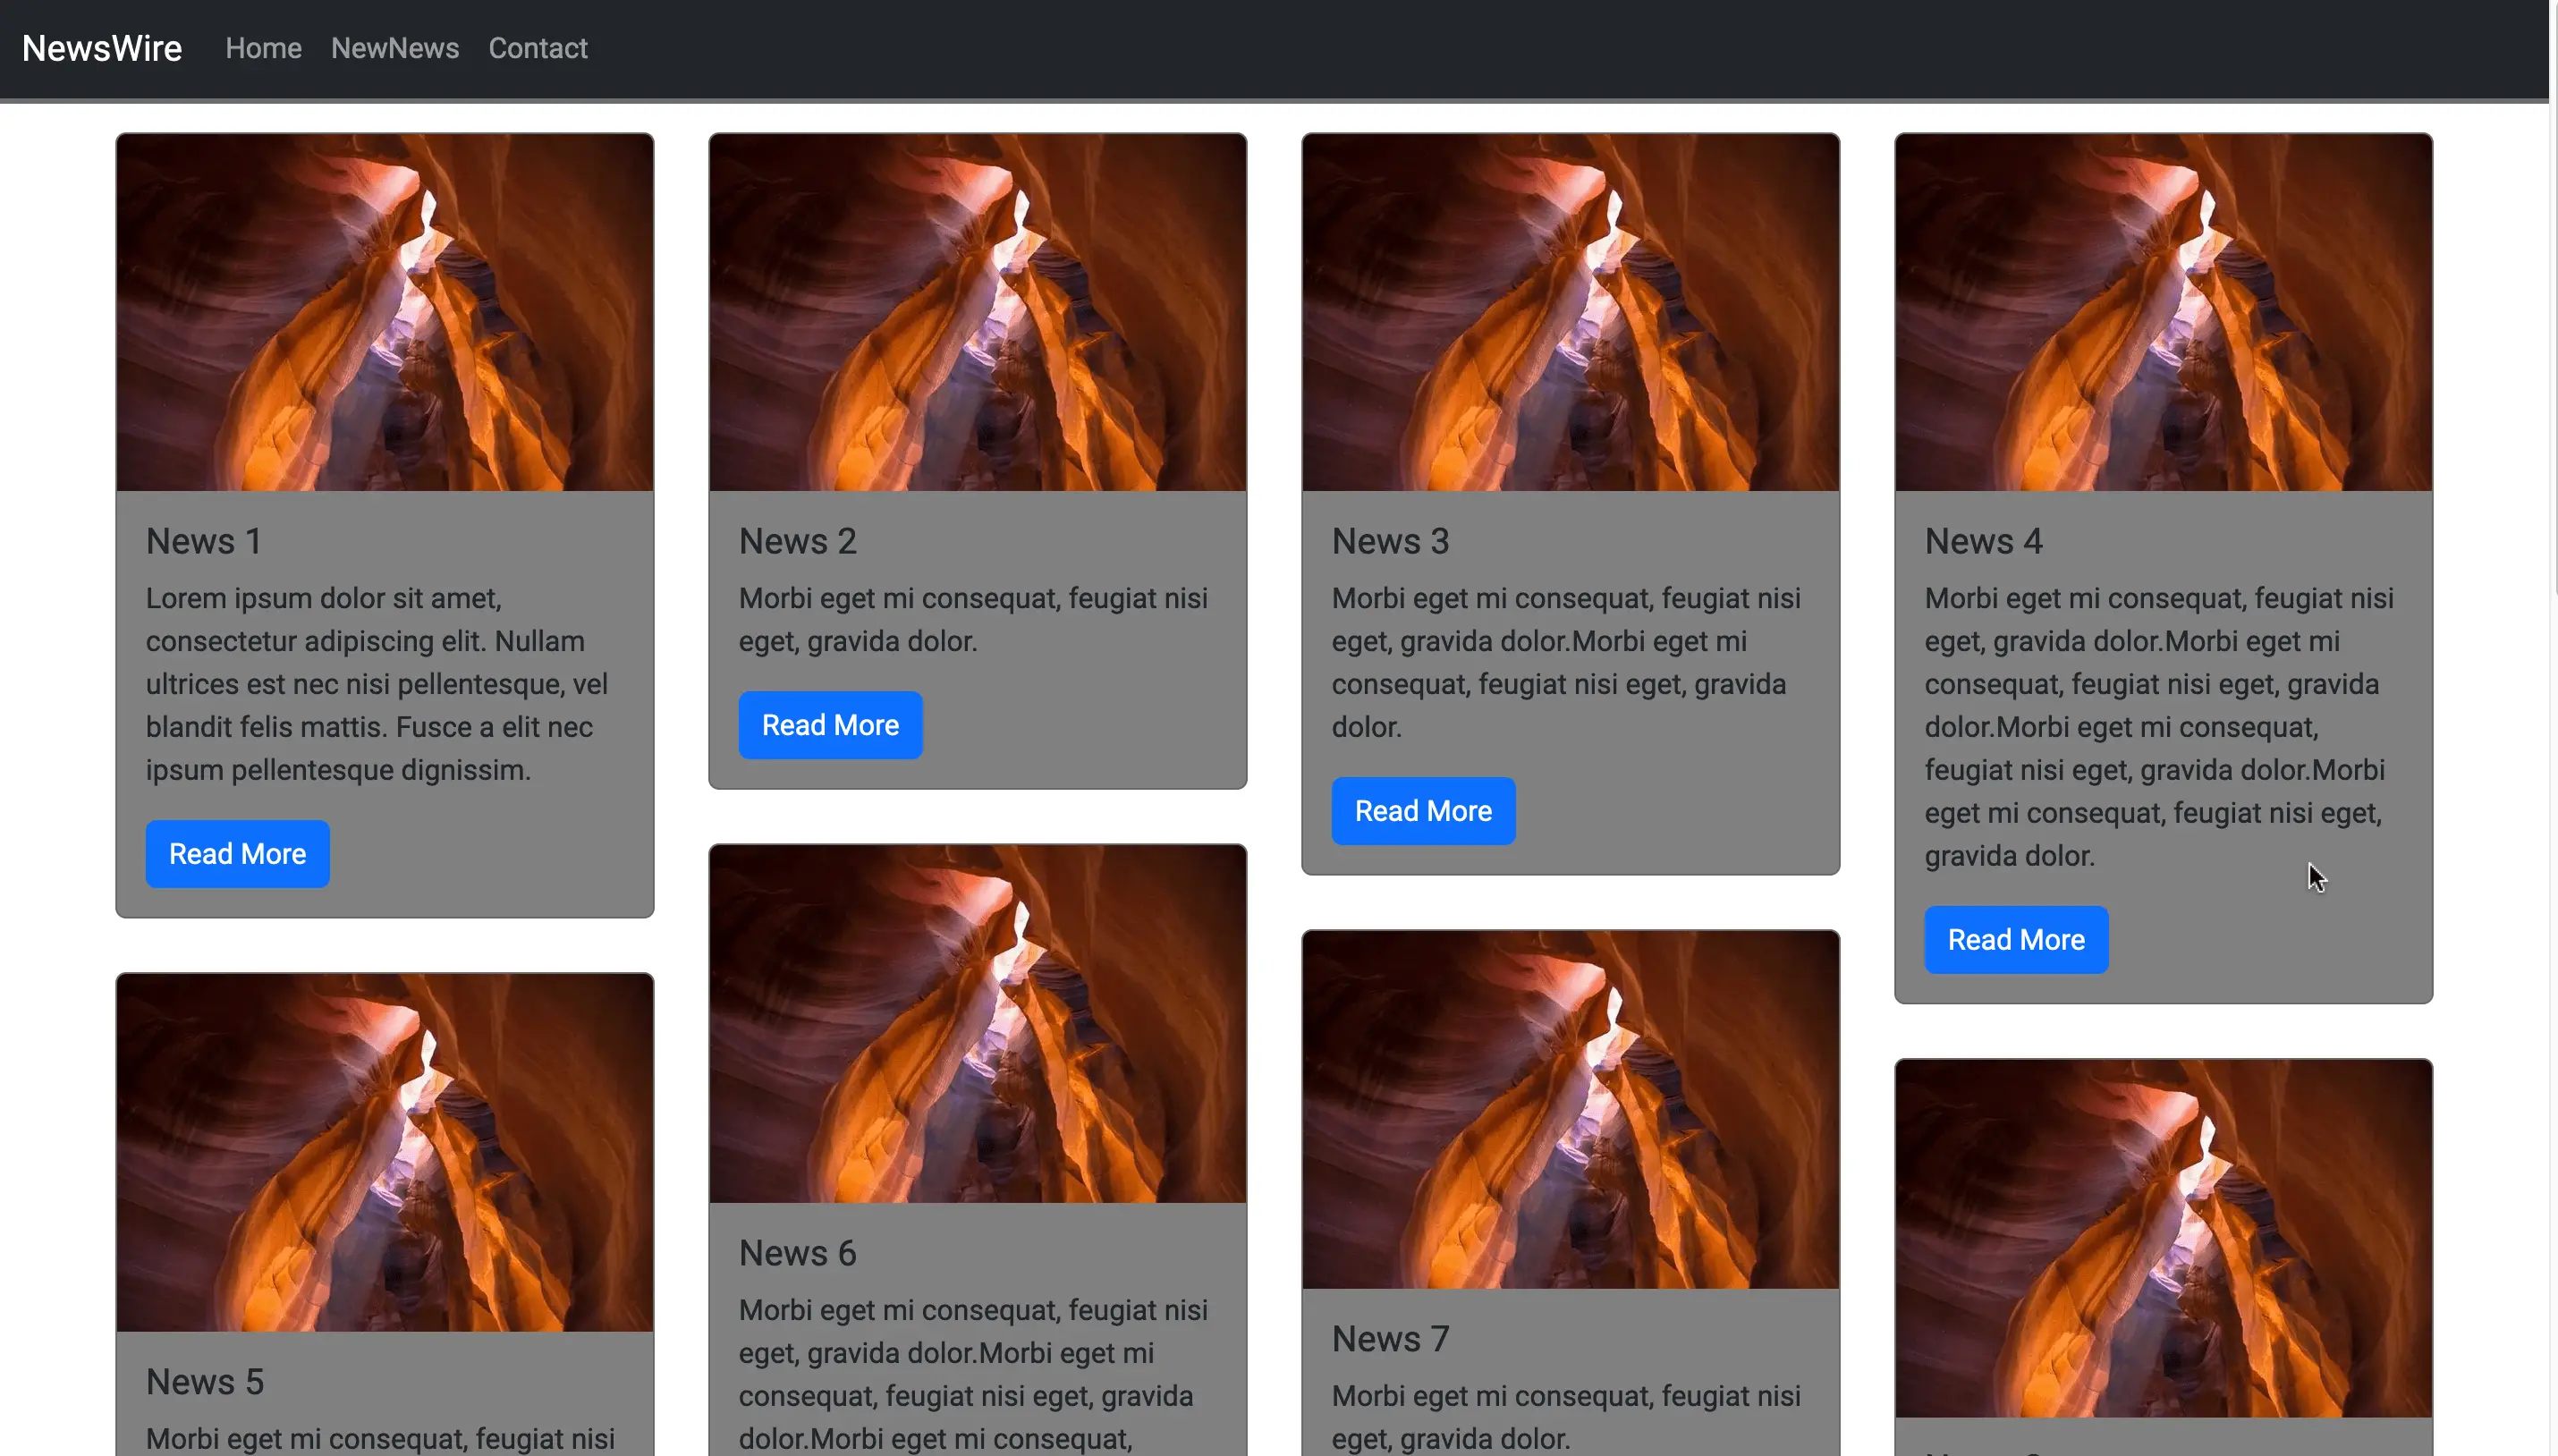 NewsWire Home NewNews Contact
News 1
Lorem ipsum dolor sit amet,
consectetur adipiscing elit. Nullam
ultrices est nec nisi pellentesque, vel
blandit felis mattis. Fusce a elit nec
ipsum pellentesque dignissim.
Read More
News 2
Morbi eget mi consequat, feugiat nisi
eget, gravida dolor.
Read More
News 3
Morbi eget mi consequat, feugiat nisi
eget, gravida dolor.Morbi eget mi
consequat, feugiat nisi eget, gravida
dolor.
Read More
News 4
Morbi eget mi consequat, feugiat nisi
eget, gravida dolor.Morbi eget mi
consequat, feugiat nisi eget, gravida
dolor.Morbi eget mi consequat,
feugiat nisi eget, gravida dolor.Morbi
eget mi consequat, feugiat nisi eget,
gravida dolor.
Read More
News 5
Morbi eget mi consequat, feugiat nisi
News 6
Morbi eget mi consequat, feugiat nisi
eget, gravida dolor.Morbi eget mi
consequat, feugiat nisi eget, gravida
dolor.Morbi eget mi consequat,
News 7
Morbi eget mi consequat, feugiat nisi
eget, gravida dolor.